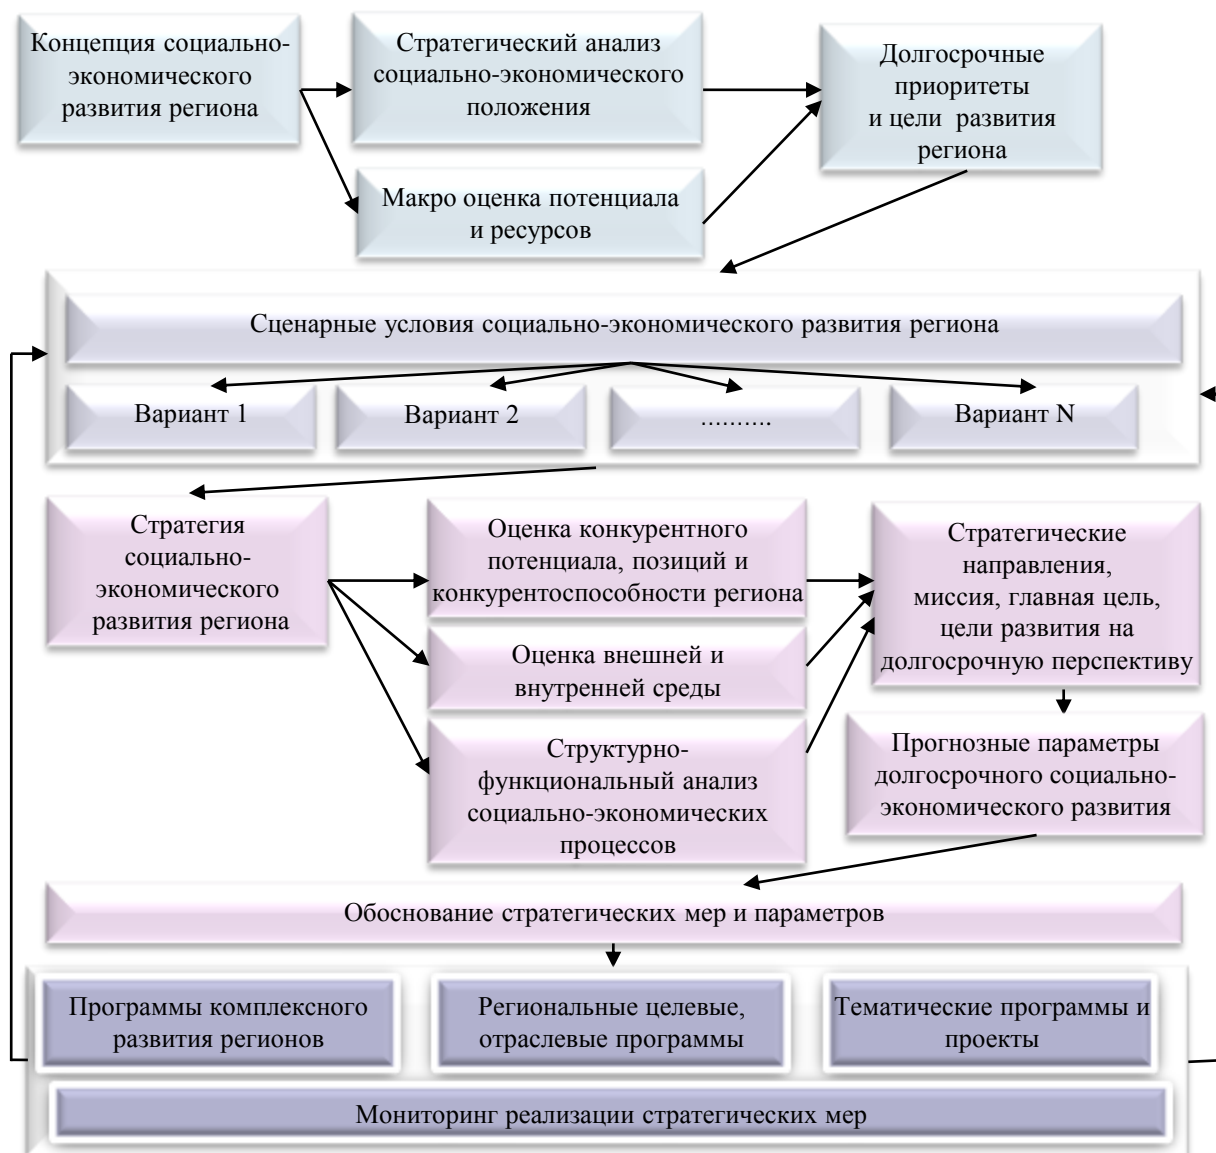 Концепция социально-
экономического
развития региона
Стратегический анализ
социально-экономического
положения
Долгосрочные
приоритеты
и цели развития
региона
Макро оценка потенциала
и ресурсов
Сценарные условия социально-экономического развития региона
Вариант 1
Вариант 2
..........
Вариант N
Стратегия
социально-
экономического
развития региона
Оценка конкурентного
потенциала, позиций и
конкурентоспособности региона
Стратегические
направления,
миссия, главная цель,
цели развития на
долгосрочную перспективу
Оценка внешней и
внутренней среды
Структурно-
функциональный анализ
социально-экономических
процессов
Прогнозные параметры
долгосрочного социально-
экономического развития
Обоснование стратегических мер и параметров
Программы комплексного
развития регионов
Региональные целевые,
отраслевые программы
Тематические программы и
проекты
Мониторинг реализации стратегических мер